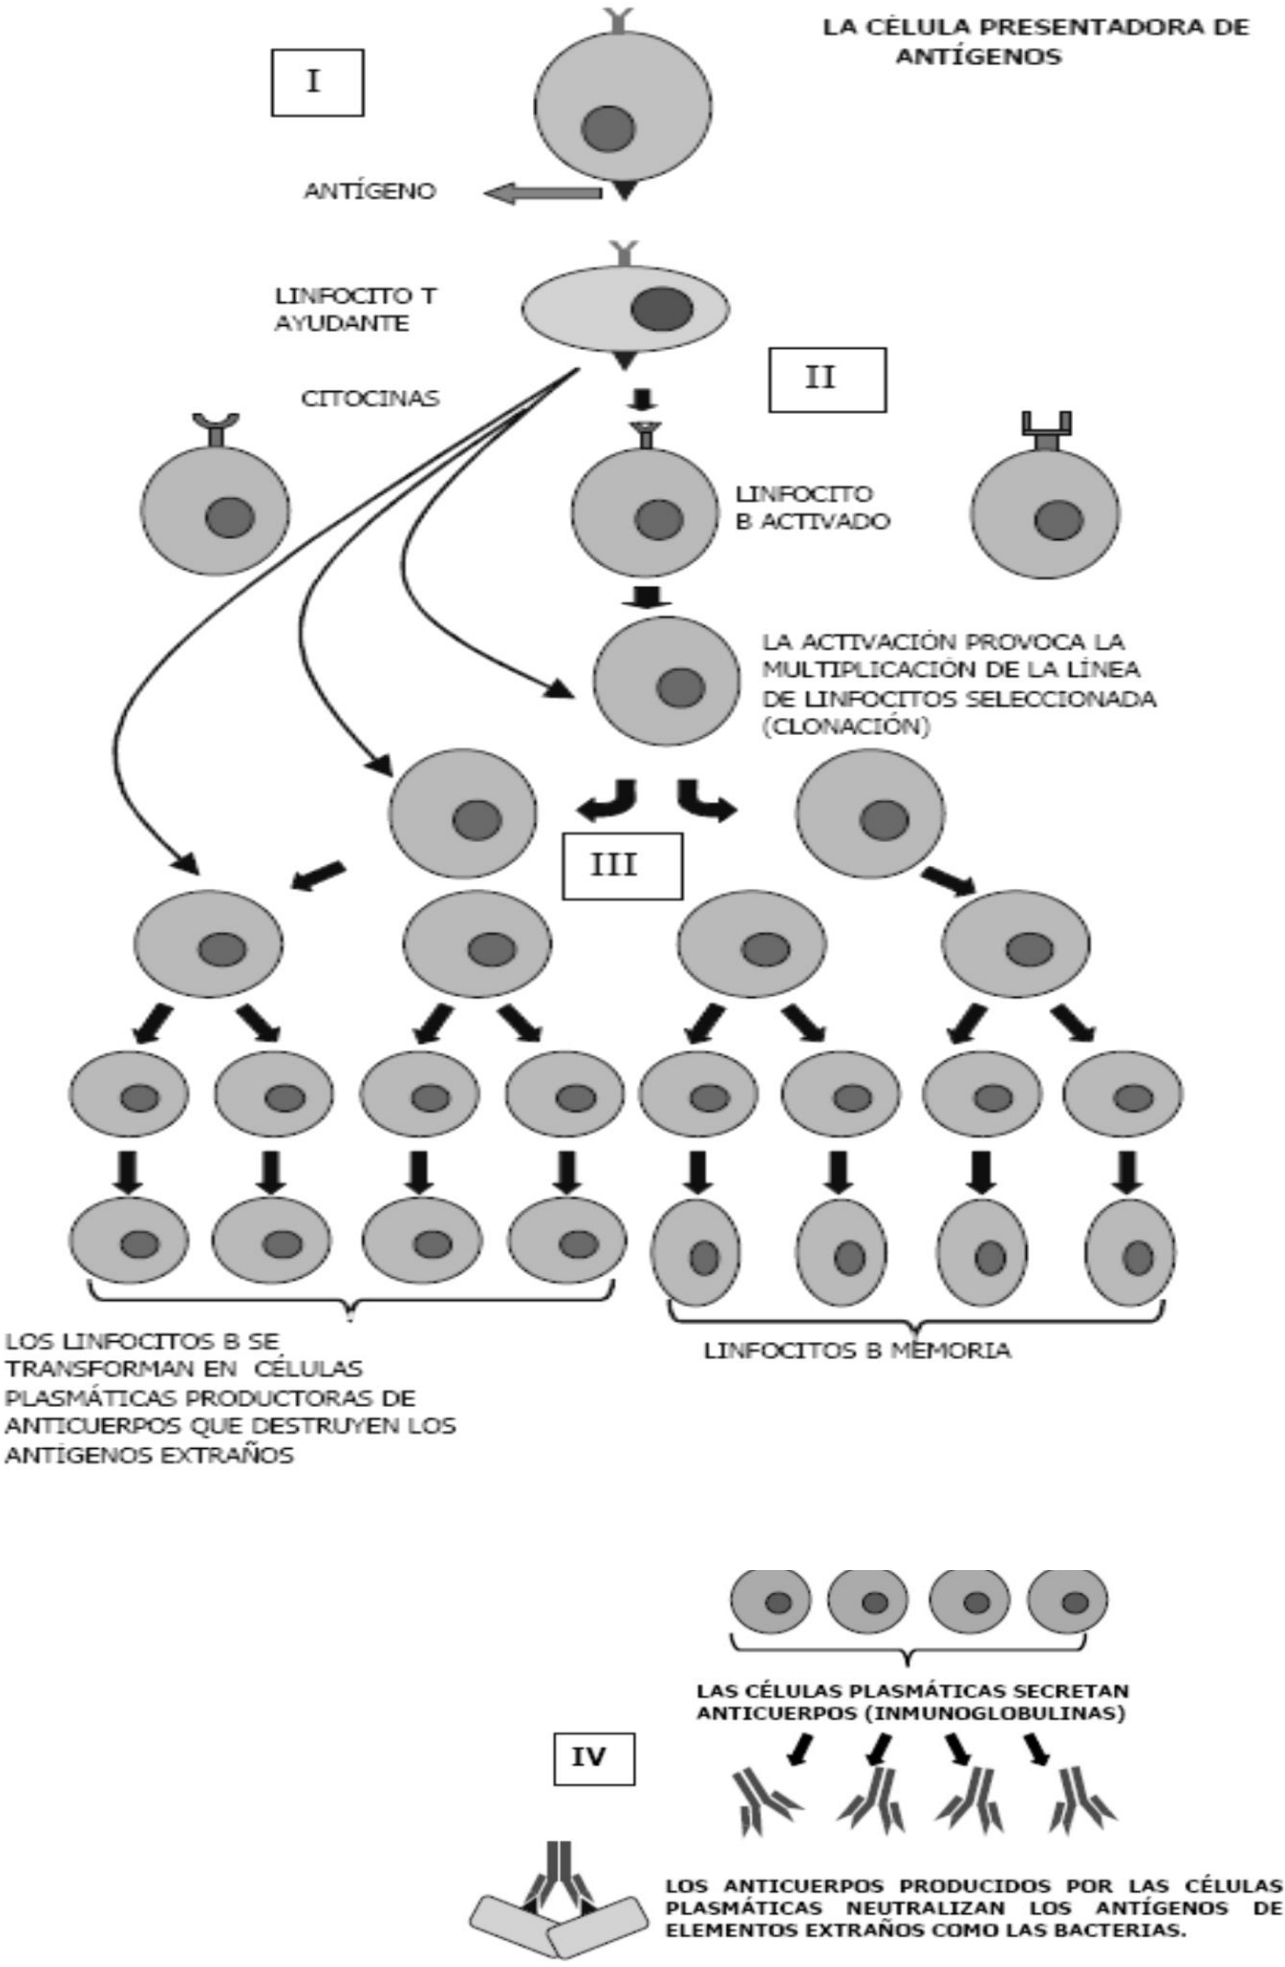 LA CÉLULA PRESENTADORA DE
ANTÍGENOS
I
ANTÍGENO
LINFOCITO T
AYUDANTE
II
CITOCINAS
LINFOCITO
B ACTIVADO
LA ACTIVACIÓN PROVOCA LA
MULTIPLICACIÓN DE LA LÍNEA
DE LINFOCITOS SELECCIONADA
(CLONACIÓN)
III
LOS LINFOCITOS B SE
TRANSFORMAN EN CÉLULAS
PLASMÁTICAS PRODUCTORAS DE
ANTICUERPOS QUE DESTRUYEN LOS
ANTÍGENOS EXTRAÑOS
LINFOCITOS B MEMORIA
LAS CÉLULAS PLASMÁTICAS SECRETAN
ANTICUERPOS (INMUNOGLOBULINAS)
IV
LOS ANTICUERPOS PRODUCIDOS POR LAS CÉLULAS
PLASMÁTICAS NEUTRALIZAN LOS ANTÍGENOS DE
ELEMENTOS EXTRAÑOS COMO LAS BACTERIAS.